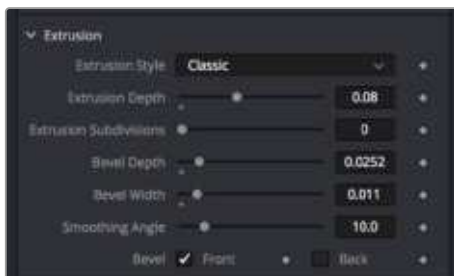 Extrusion
Extrusion Style Classic
Extrusion Depth 0.08
Extrusion Subdivisions 0
Bevel Depth 0.0252
Bevel Width 0.011
Smoothing Angle 10.0
Bevel Front Back